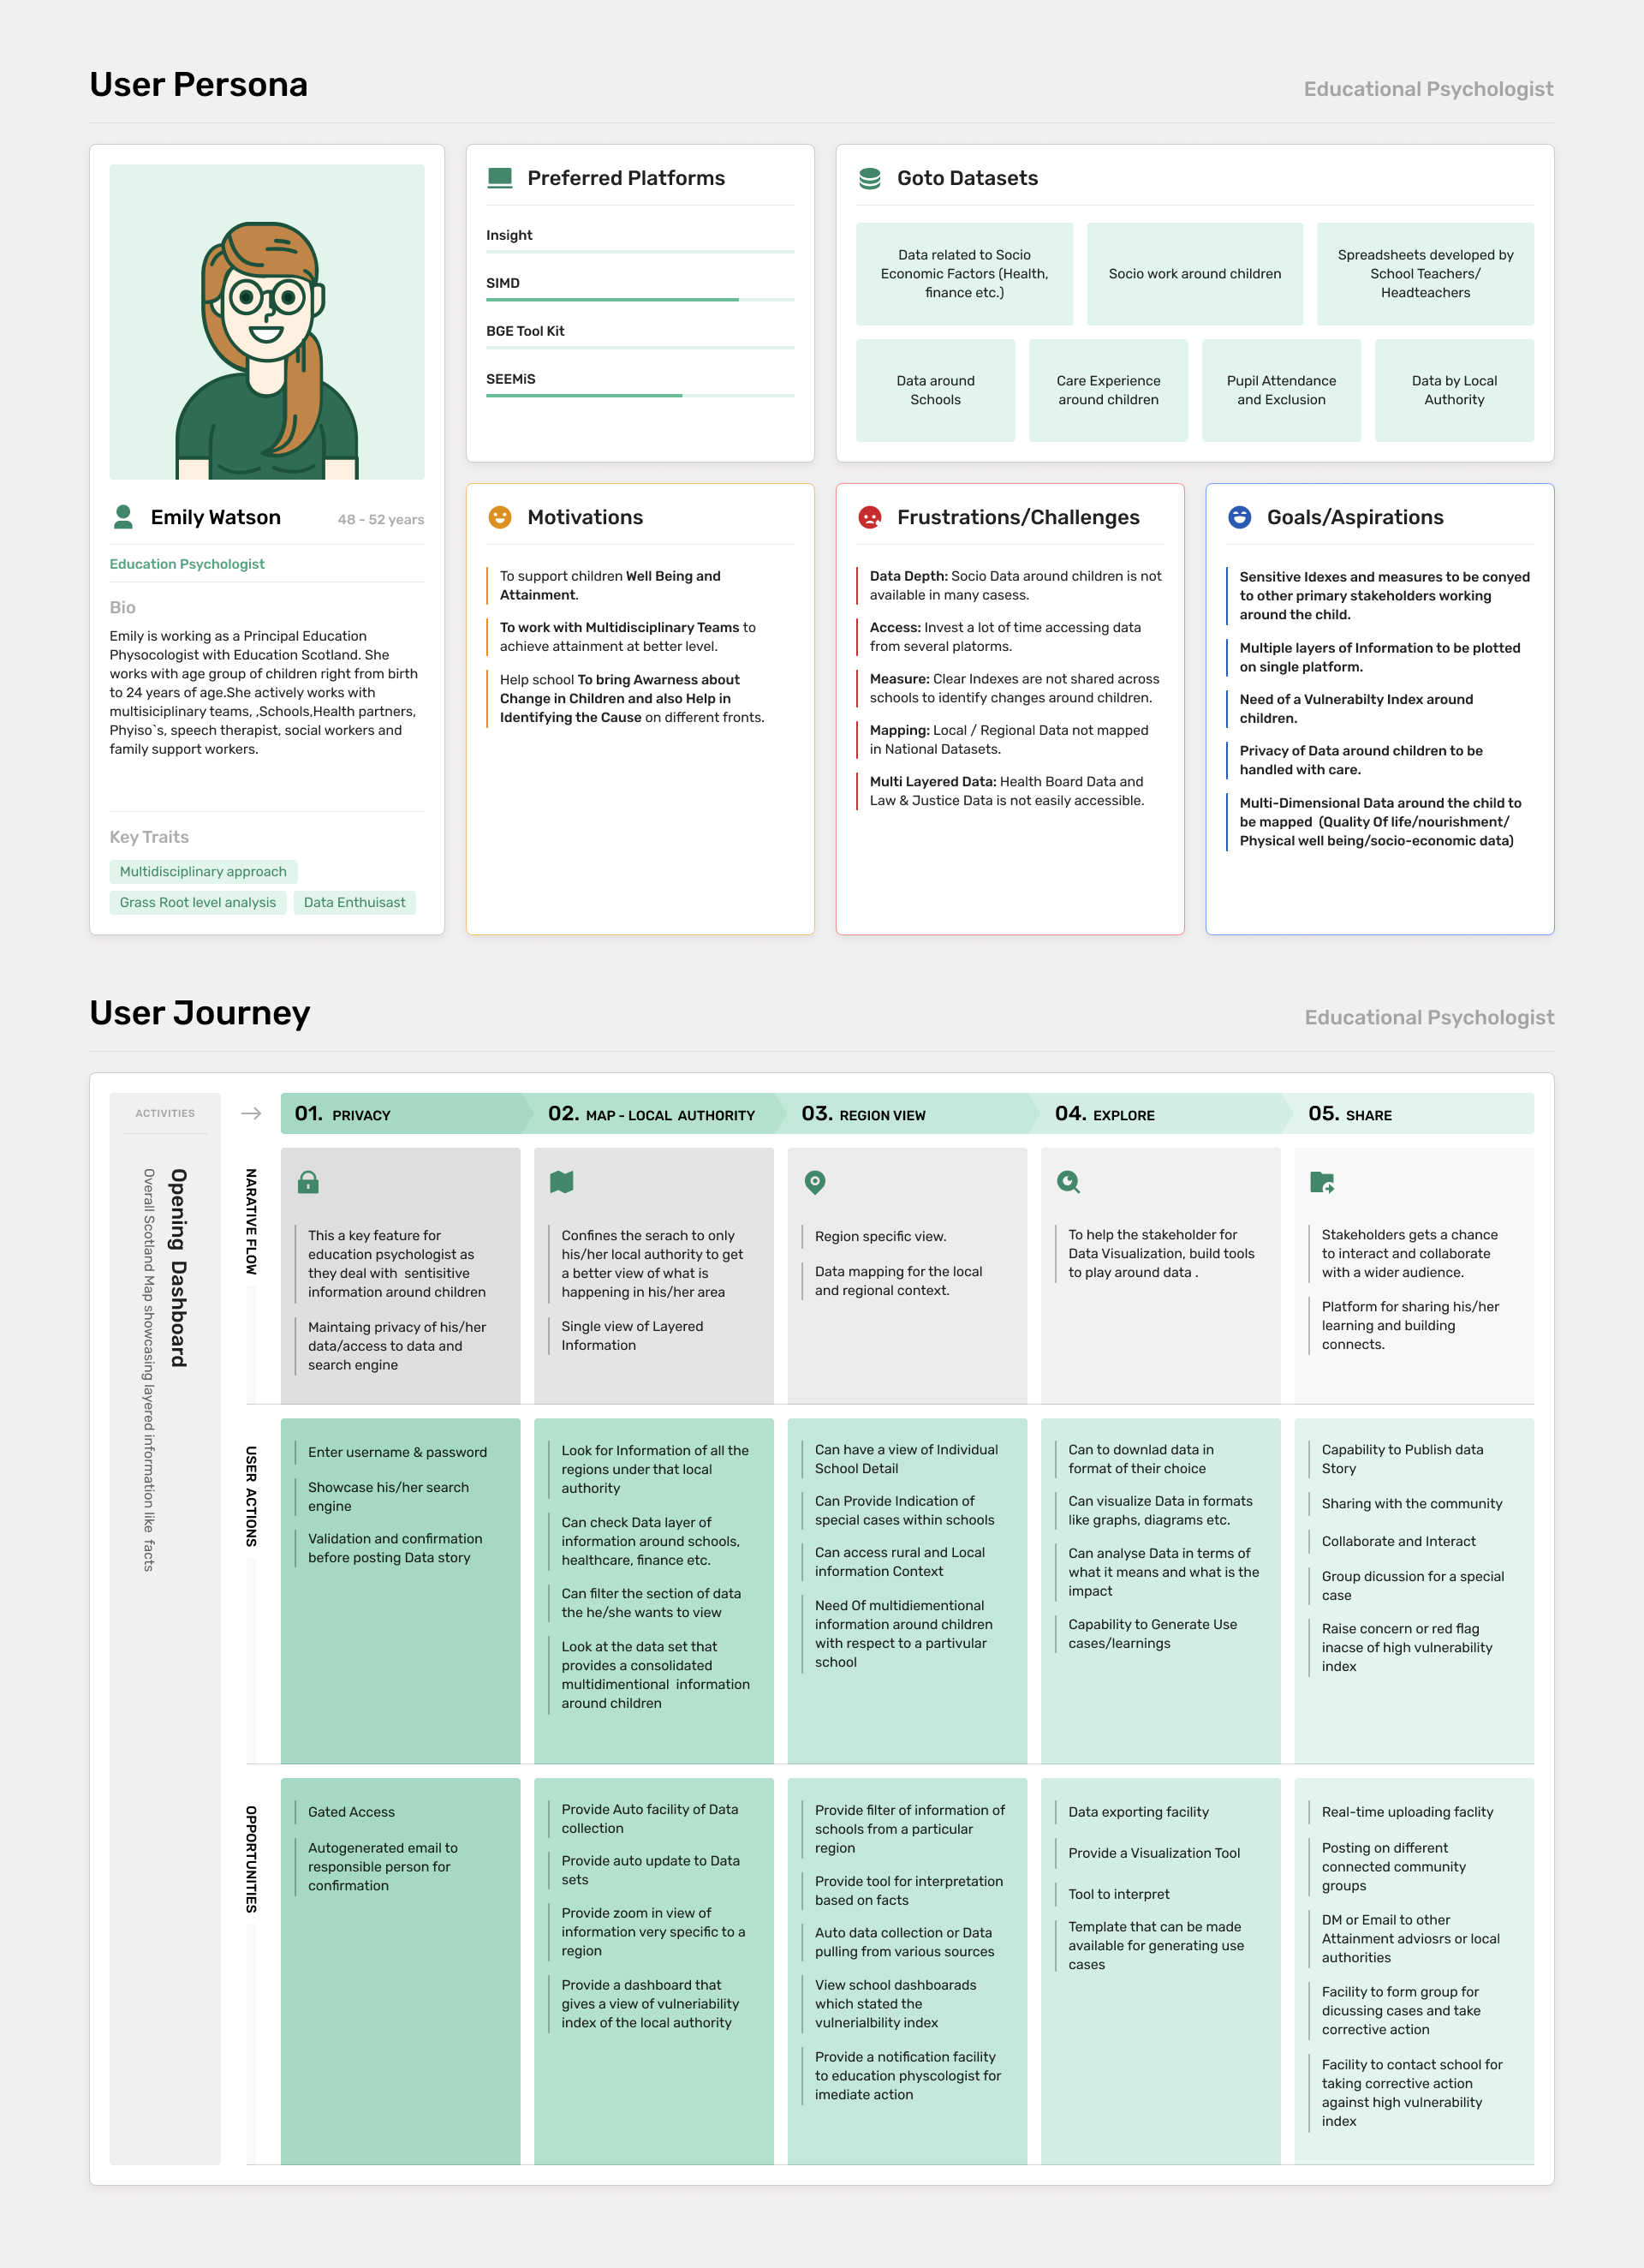 User Persona
Educational Psychologist
Emily Watson
48 - 52 years
Education Psychologist
Bio
Emily is working as a Principal Education
Physocologist with Education Scotland. She
works with age group of children right from birth
to 24 years of age.She actively works with
multisiciplinary teams, ,Schools,Health partners,
Phyiso`s, speech therapist, social workers and
family support workers.
Key Traits
Multidisciplinary approach
Grass Root level analysis
Data Enthuisast
Preferred Platforms
Insight
SIMD
BGE Tool Kit
SEEMiS
Goto Datasets
Data related to Socio
Economic Factors (Health,
finance etc.)
Socio work around children
Spreadsheets developed by
School Teachers/
Headteachers
Data around
Schools
Care Experience
around children
Pupil Attendance
and Exclusion
Data by Local
Authority
Motivations
To support children Well Being and
Attainment.
To work with Multidisciplinary Teams to
achieve attainment at better level.
Help school To bring Awarness about
Change in Children and also Help in
Identifying the Cause on different fronts.
Frustrations/Challenges
Data Depth: Socio Data around children is not
available in many casess.
Access: Invest a lot of time accessing data
from several platorms.
Measure: Clear Indexes are not shared across
schools to identify changes around children.
Mapping: Local / Regional Data not mapped
in National Datasets.
Multi Layered Data: Health Board Data and
Law & Justice Data is not easily accessible.
Goals/Aspirations
Sensitive Idexes and measures to be conyed
to other primary stakeholders working
around the child.
Multiple layers of Information to be plotted
on single platform.
Need of a Vulnerabilty Index around
children.
Privacy of Data around children to be
handled with care.
Multi-Dimensional Data around the child to
be mapped (Quality Of life/nourishment/
Physical well being/socio-economic data)
User Journey
Educational Psychologist
ACTIVITIES
Opening Dashboard
Overall Scotland Map showcasing layered information like facts
01. PRIVACY
02. MAP - LOCAL AUTHORITY
03. REGION VIEW
04. EXPLORE
05. SHARE
NARATIVE FLOW
This a key feature for
education psychologist as
they deal with sentisitive
information around children
Maintaing privacy of his/her
data/access to data and
search engine
Confines the serach to only
his/her local authority to get
a better view of what is
happening in his/her area
Single view of Layered
Information
Region specific view.
Data mapping for the local
and regional context.
To help the stakeholder for
Data Visualization, build tools
to play around data .
Stakeholders gets a chance
to interact and collaborate
with a wider audience.
Platform for sharing his/her
learning and building
connects.
USER ACTIONS
Enter username & password
Showcase his/her search
engine
Validation and confirmation
before posting Data story
Look for Information of all the
regions under that local
authority
Can check Data layer of
information around schools,
healthcare, finance etc.
Can filter the section of data
the he/she wants to view
Look at the data set that
provides a consolidated
multidimentional information
around children
Can have a view of Individual
School Detail
Can Provide Indication of
special cases within schools
Can access rural and Local
information Context
Need Of multidiementional
information around children
with respect to a partivular
school
Can to downlad data in
format of their choice
Can visualize Data in formats
like graphs, diagrams etc.
Can analyse Data in terms of
what it means and what is the
impact
Capability to Generate Use
cases/learnings
Capability to Publish data
Story
Sharing with the community
Collaborate and Interact
Group dicussion for a special
case
Raise concern or red flag
inacse of high vulnerability
index
OPPORTUNITIES
Gated Access
Autogenerated email to
responsible person for
confirmation
Provide Auto facility of Data
collection
Provide auto update to Data
sets
Provide zoom in view of
information very specific to a
region
Provide a dashboard that
gives a view of vulneriability
index of the local authority
Provide filter of information of
schools from a particular
region
Provide tool for interpretation
based on facts
Auto data collection or Data
pulling from various sources
View school dashboarads
which stated the
vulnerialbility index
Provide a notification facility
to education physcologist for
imediate action
Data exporting facility
Provide a Visualization Tool
Tool to interpret
Template that can be made
available for generating use
cases
Real-time uploading faclity
Posting on different
connected community
groups
DM or Email to other
Attainment adviosrs or local
authorities
Facility to form group for
dicussing cases and take
corrective action
Facility to contact school for
taking corrective action
against high vulnerability
index